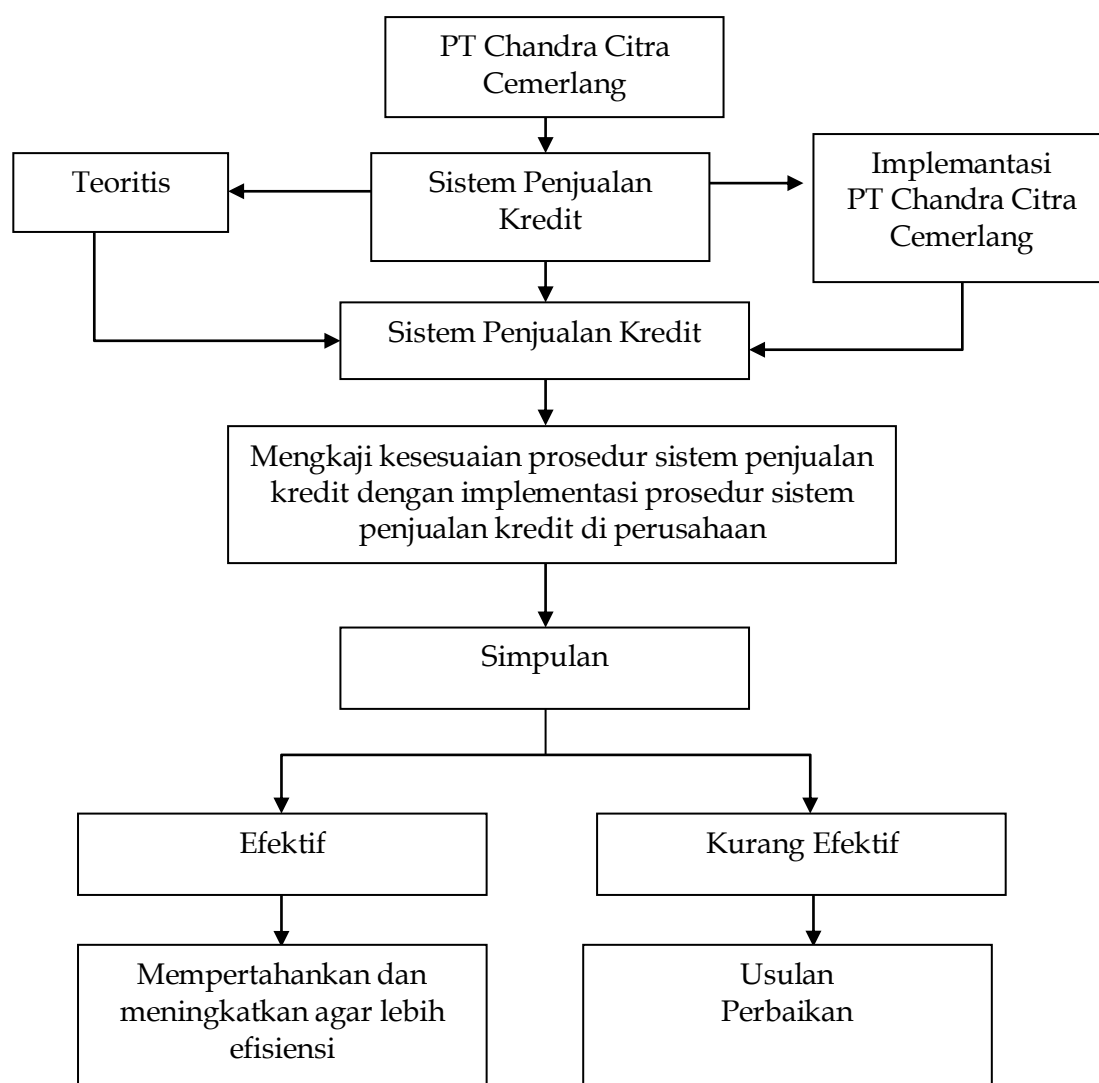 PT Chandra Citra
Cemerlang
Teoritis
Sistem Penjualan
Kredit
Implemantasi
PT Chandra Citra
Cemerlang
Sistem Penjualan Kredit
Mengkaji kesesuaian prosedur sistem penjualan
kredit dengan implementasi prosedur sistem
penjualan kredit di perusahaan
Simpulan
Efektif
Kurang Efektif
Mempertahankan dan
meningkatkan agar lebih
efisiensi
Usulan
Perbaikan